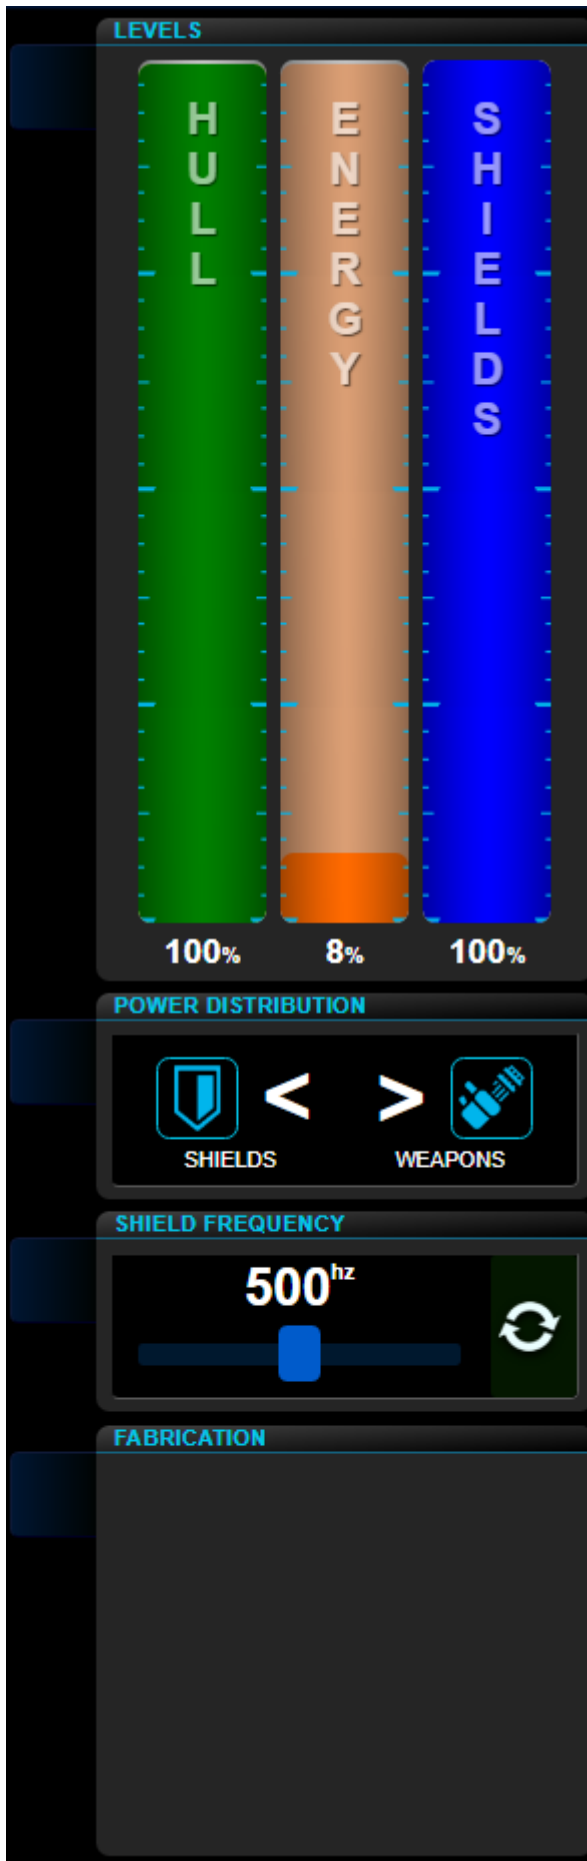 LEVELS
HULL
ENERGY
SHIELDS
100%
8%
100%
POWER DISTRIBUTION
< >
SHIELDS
WEAPONS
SHIELD FREQUENCY
500hz
FABRICATION